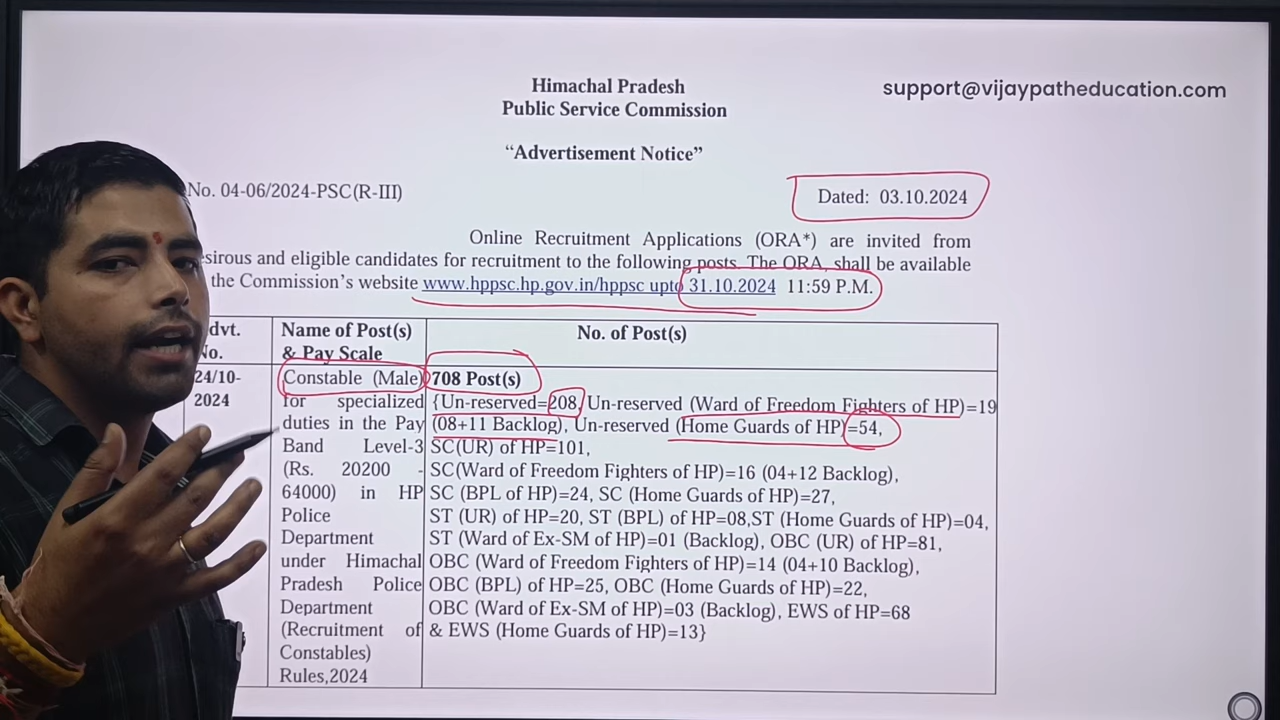 Himachal Pradesh
Public Service Commission
support@vijaypatheducation.com
“Advertisement Notice”
No. 04-06/2024-PSC(R-III)
Dated: 03.10.2024
Online Recruitment Applications (ORA*) are invited from
sirous and eligible candidates for recruitment to the following posts. The ORA, shall be available
the Commission's website www.hppsc.hp.gov.in/hppsc upto 31.10.2024 11:59 P.M.
dvt.
No.
Name of Post(s)
& Pay Scale
No. of Post(s)
24/10-
2024
Constable (Male)
for specialized
duties in the Pay
Band Level-3
(Rs. 20200 -
64000) in HP
Police
Department
under Himachal
Pradesh Police
Department
(Recruitment of
Constables)
Rules,2024
708 Post(s)
{Un-reserved=208, Un-reserved (Ward of Freedom Fighters of HP)=19
(08+11 Backlog), Un-reserved (Home Guards of HP)=54,
SC(UR) of HP=101,
SC(Ward of Freedom Fighters of HP)=16 (04+12 Backlog),
SC (BPL of HP)=24, SC (Home Guards of HP)=27,
ST (UR) of HP=20, ST (BPL) of HP=08,ST (Home Guards of HP)=04,
ST (Ward of Ex-SM of HP)=01 (Backlog), OBC (UR) of HP=81,
OBC (Ward of Freedom Fighters of HP)=14 (04+10 Backlog),
OBC (BPL) of HP=25, OBC (Home Guards of HP)=22,
OBC (Ward of Ex-SM of HP)=03 (Backlog), EWS of HP=68
& EWS (Home Guards of HP)=13}